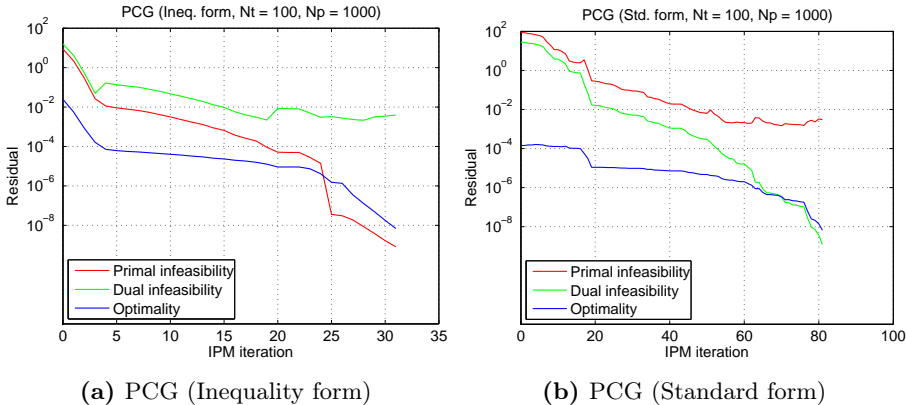 PCG (Ineq. form, Nt = 100, Np = 1000)
10^2
10^0
10^-2
10^-4
10^-6
10^-8
Residual
Primal infeasibility
Dual infeasibility
Optimality
0 5 10 15 20 25 30 35
IPM iteration
(a) PCG (Inequality form)
PCG (Std. form, Nt = 100, Np = 1000)
10^2
10^0
10^-2
10^-4
10^-6
10^-8
Residual
Primal infeasibility
Dual infeasibility
Optimality
0 20 40 60 80 100
IPM iteration
(b) PCG (Standard form)